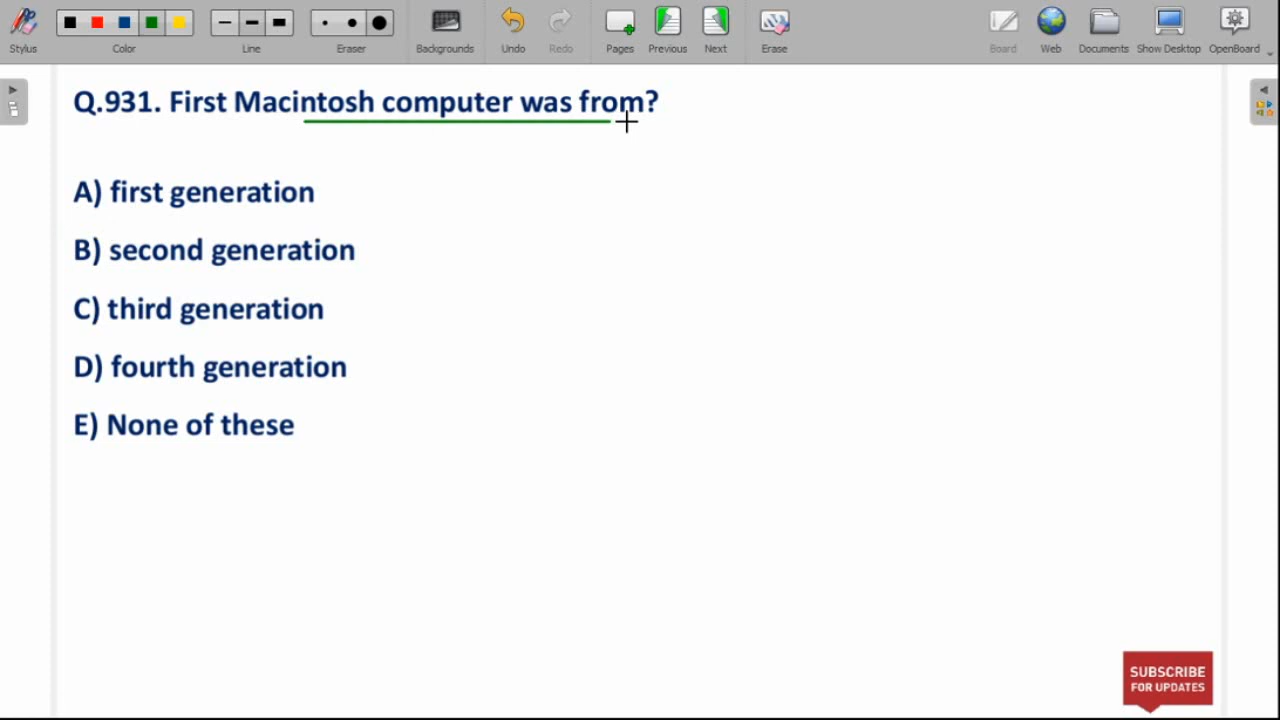 Stylus
Color
Line
Eraser
Backgrounds
Undo
Redo
Pages
Previous
Next
Erase
Board
Web
Documents
Show Desktop
OpenBoard
Q.931. First Macintosh computer was from?
A) first generation
B) second generation
C) third generation
D) fourth generation
E) None of these
SUBSCRIBE
FOR UPDATES